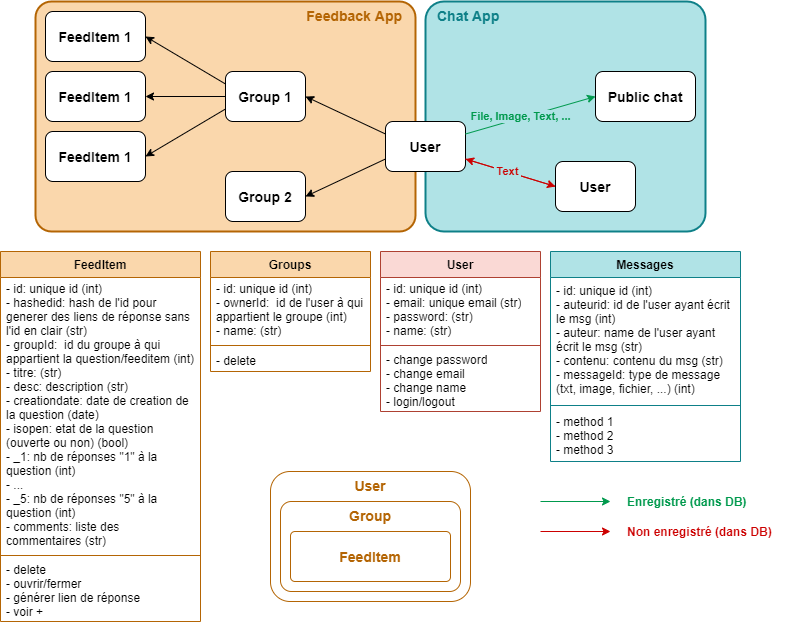 Feedback App
FeedItem 1
FeedItem 1
FeedItem 1
Group 1
Group 2
User
Chat App
File, Image, Text, ...
Public chat
Text
User
FeedItem
- id: unique id (int)
- hashedid: hash de l'id pour
generer des liens de réponse sans
l'id en clair (str)
- groupId:  id du groupe à qui
appartient la question/feeditem (int)
- titre: (str)
- desc: description (str)
- creationdate: date de creation de
la question (date)
- isopen: etat de la question
(ouverte ou non) (bool)
- _1: nb de réponses "1" à la
question (int)
- ...
- _5: nb de réponses "5" à la
question (int)
- comments: liste des
commentaires (str)
- delete
- ouvrir/fermer
- générer lien de réponse
- voir +
Groups
- id: unique id (int)
- ownerId:  id de l'user à qui
appartient le groupe (int)
- name: (str)
- delete
User
- id: unique id (int)
- email: unique email (str)
- password: (str)
- name: (str)
- change password
- change email
- change name
- login/logout
Messages
- id: unique id (int)
- auteurid: id de l'user ayant écrit
le msg (int)
- auteur: name de l'user ayant
écrit le msg (str)
- contenu: contenu du msg (str)
- messageId: type de message
(txt, image, fichier, ...) (int)
- method 1
- method 2
- method 3
User
Group
FeedItem
Enregistré (dans DB)
Non enregistré (dans DB)